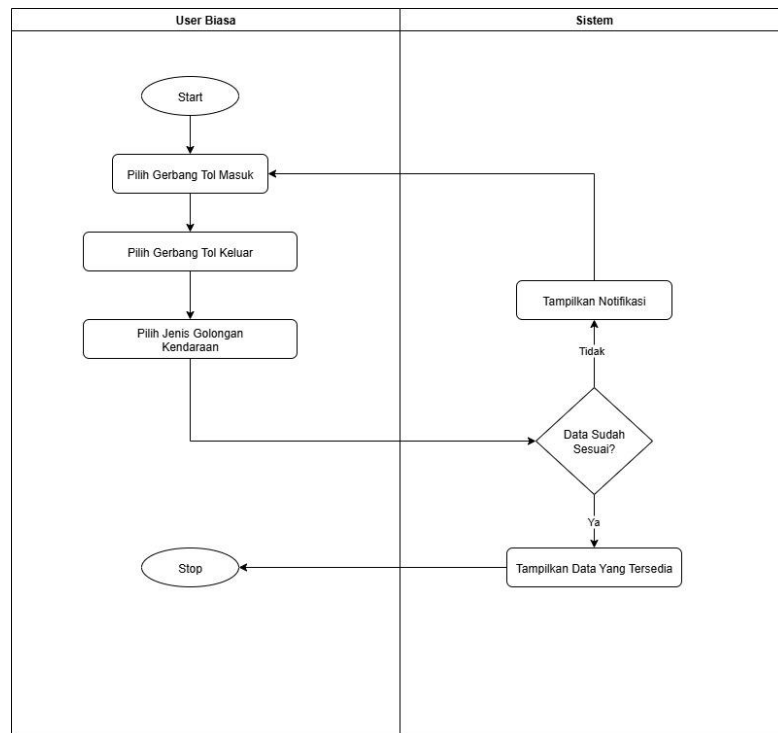 User Biasa
Sistem
Start
Pilih Gerbang Tol Masuk
Pilih Gerbang Tol Keluar
Pilih Jenis Golongan
Kendaraan
Tampilkan Notifikasi
Tidak
Data Sudah
Sesuai?
Ya
Tampilkan Data Yang Tersedia
Stop